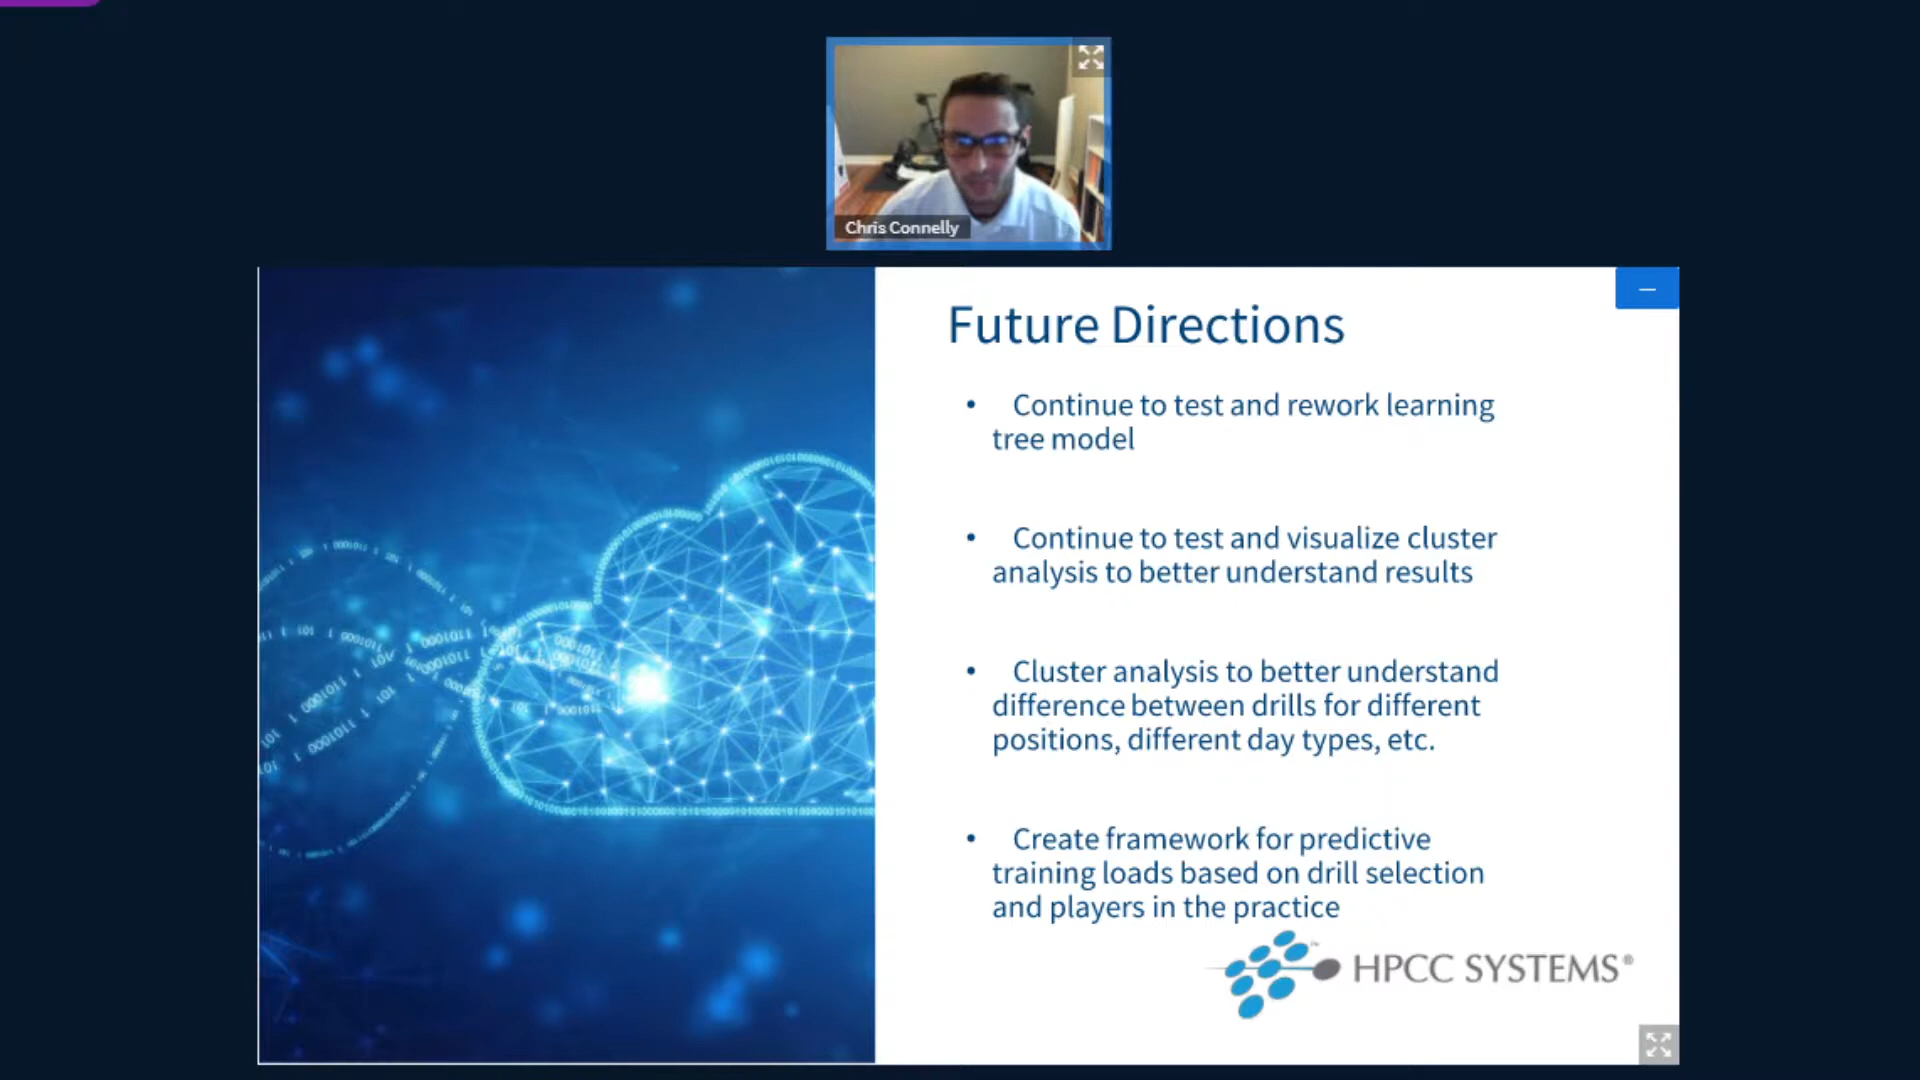 Chris Connelly
Future Directions
• Continue to test and rework learning
tree model
• Continue to test and visualize cluster
analysis to better understand results
• Cluster analysis to better understand
difference between drills for different
positions, different day types, etc.
• Create framework for predictive
training loads based on drill selection
and players in the practice
HPCC SYSTEMS®